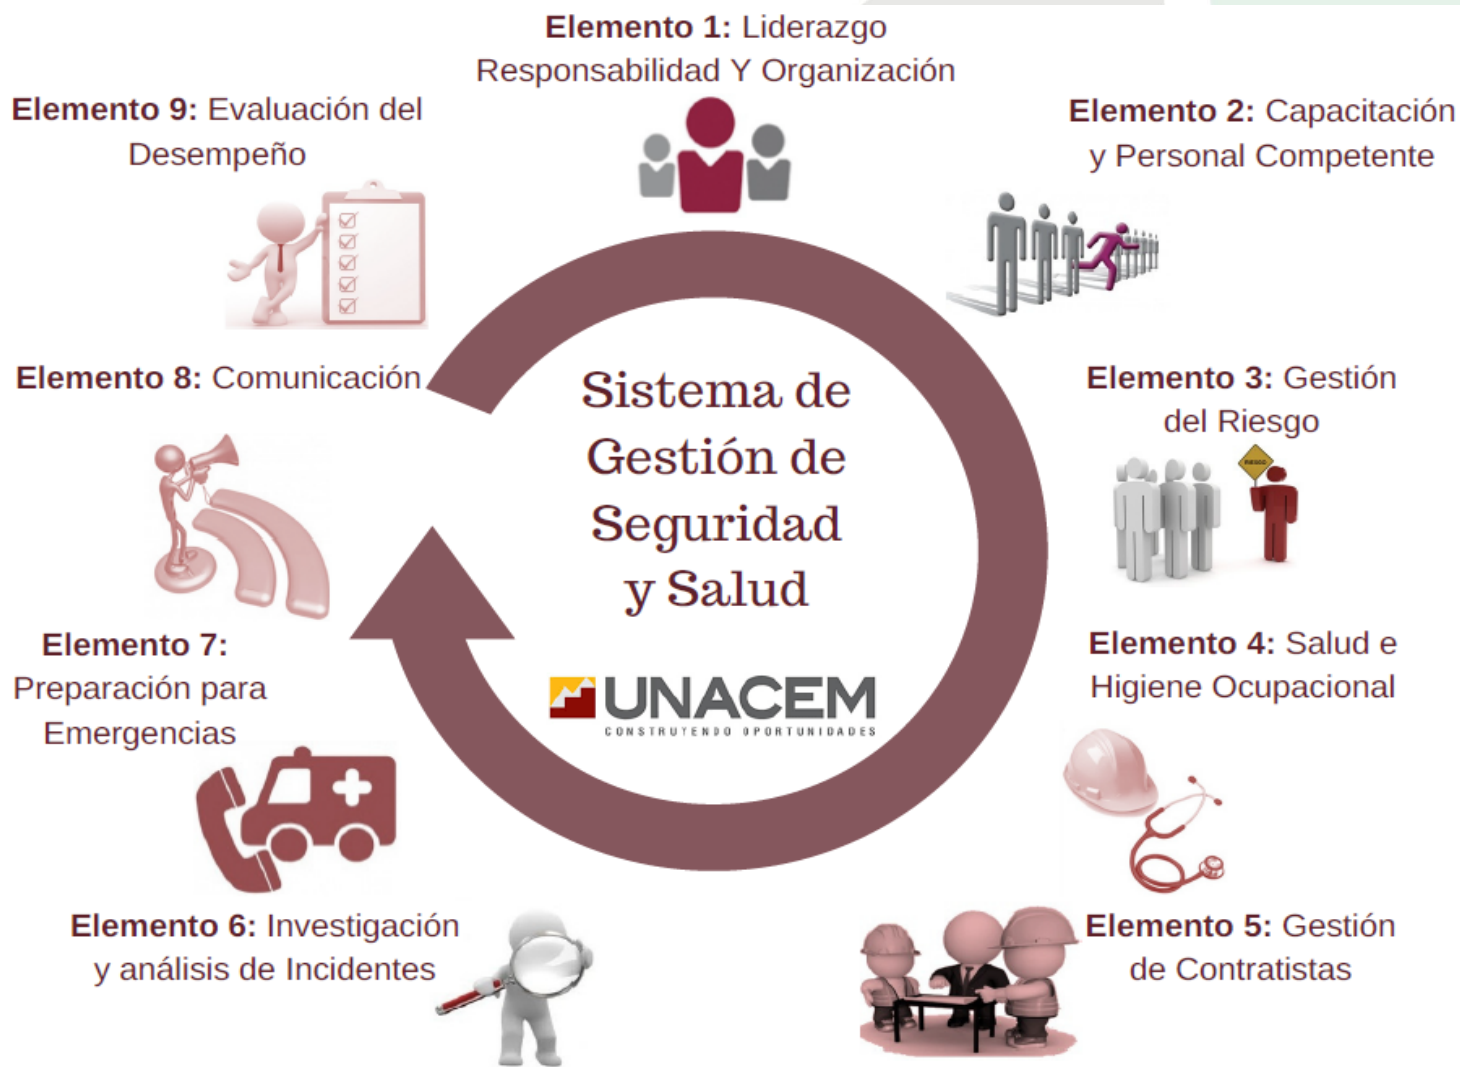 Elemento 1: Liderazgo
Responsabilidad Y Organización
Elemento 2: Capacitación
y Personal Competente
Elemento 3: Gestión
del Riesgo
RIESGO
Elemento 4: Salud e
Higiene Ocupacional
Elemento 5: Gestión
de Contratistas
Elemento 6: Investigación
y análisis de Incidentes
Elemento 7:
Preparación para
Emergencias
Elemento 8: Comunicación
Elemento 9: Evaluación del
Desempeño
Sistema de
Gestión de
Seguridad
y Salud
UNACEM
CONSTRUYENDO OPORTUNIDADES